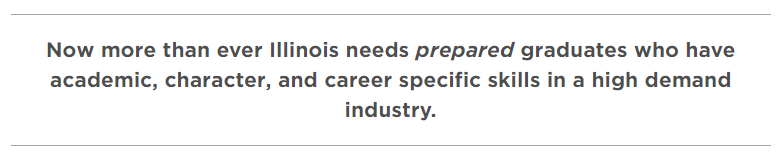 Now more than ever Illinois needs prepared graduates who have
academic, character, and career specific skills in a high demand
industry.